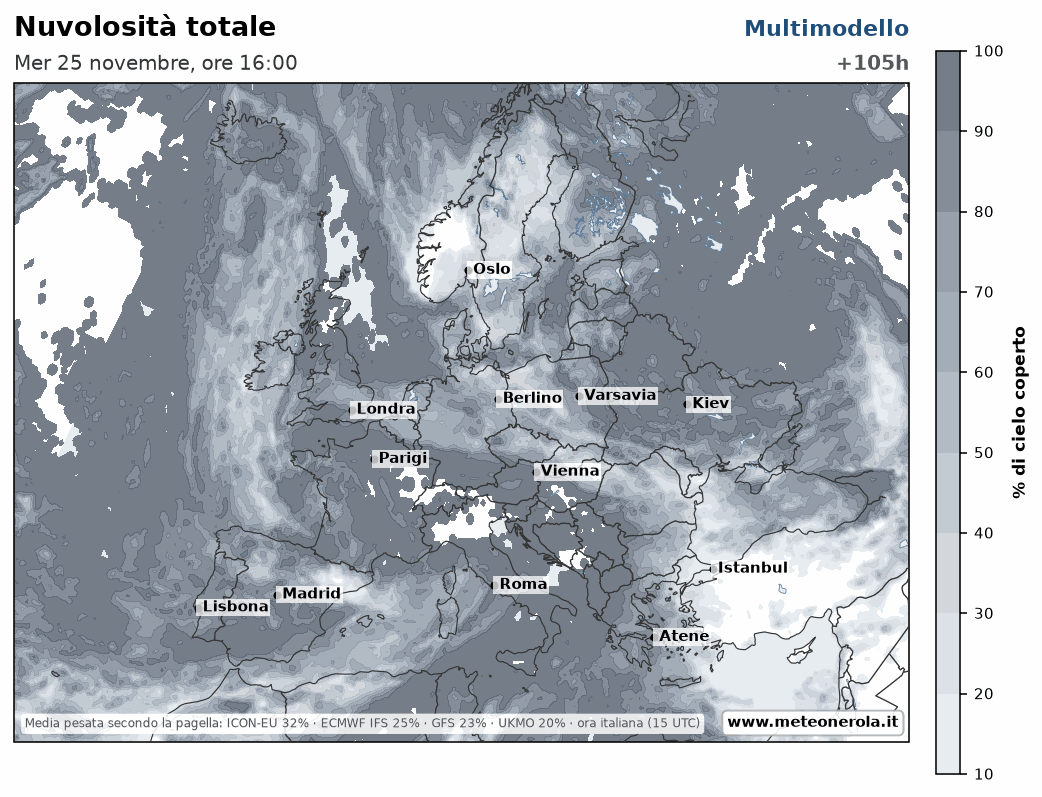 Nuvolosità totale
Multimodello
Mer 25 novembre, ore 16:00
+105h
Oslo
Londra
Berlino
Varsavia
Kiev
Parigi
Vienna
Istanbul
Roma
Madrid
Lisbona
Atene
Media pesata secondo la pagella: ICON-EU 32% · ECMWF IFS 25% · GFS 23% · UKMO 20% · ora italiana (15 UTC)
www.meteonerola.it
100
90
80
70
60
50
40
30
20
10
% di cielo coperto